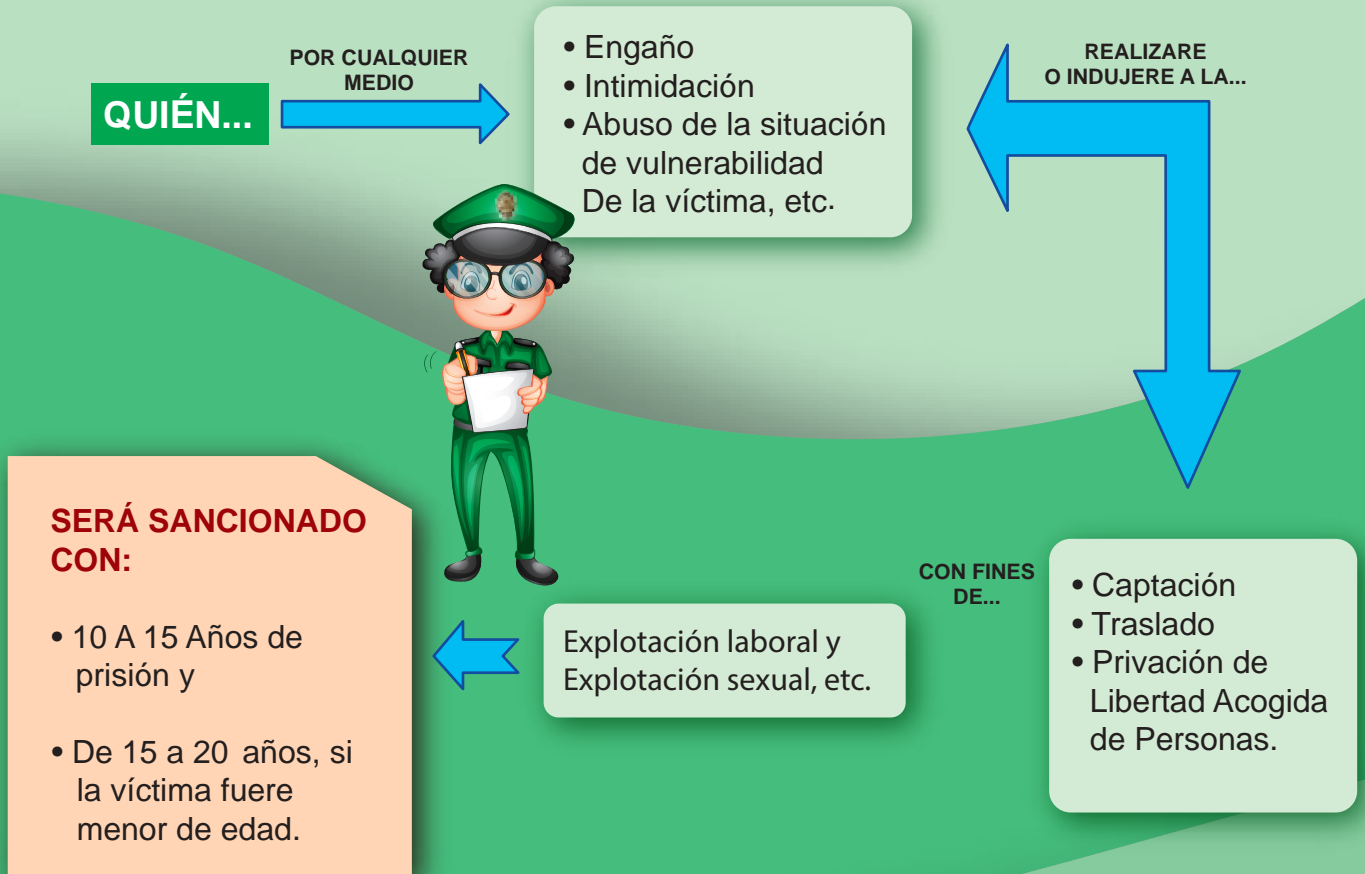 QUIÉN...
POR CUALQUIER
MEDIO
• Engaño
• Intimidación
• Abuso de la situación
de vulnerabilidad
De la víctima, etc.
REALIZARE
O INDUJERE A LA...
• Captación
• Traslado
• Privación de
Libertad Acogida
de Personas.
CON FINES
DE...
Explotación laboral y
Explotación sexual, etc.
SERÁ SANCIONADO
CON:
• 10 A 15 Años de
prisión y
• De 15 a 20 años, si
la víctima fuere
menor de edad.